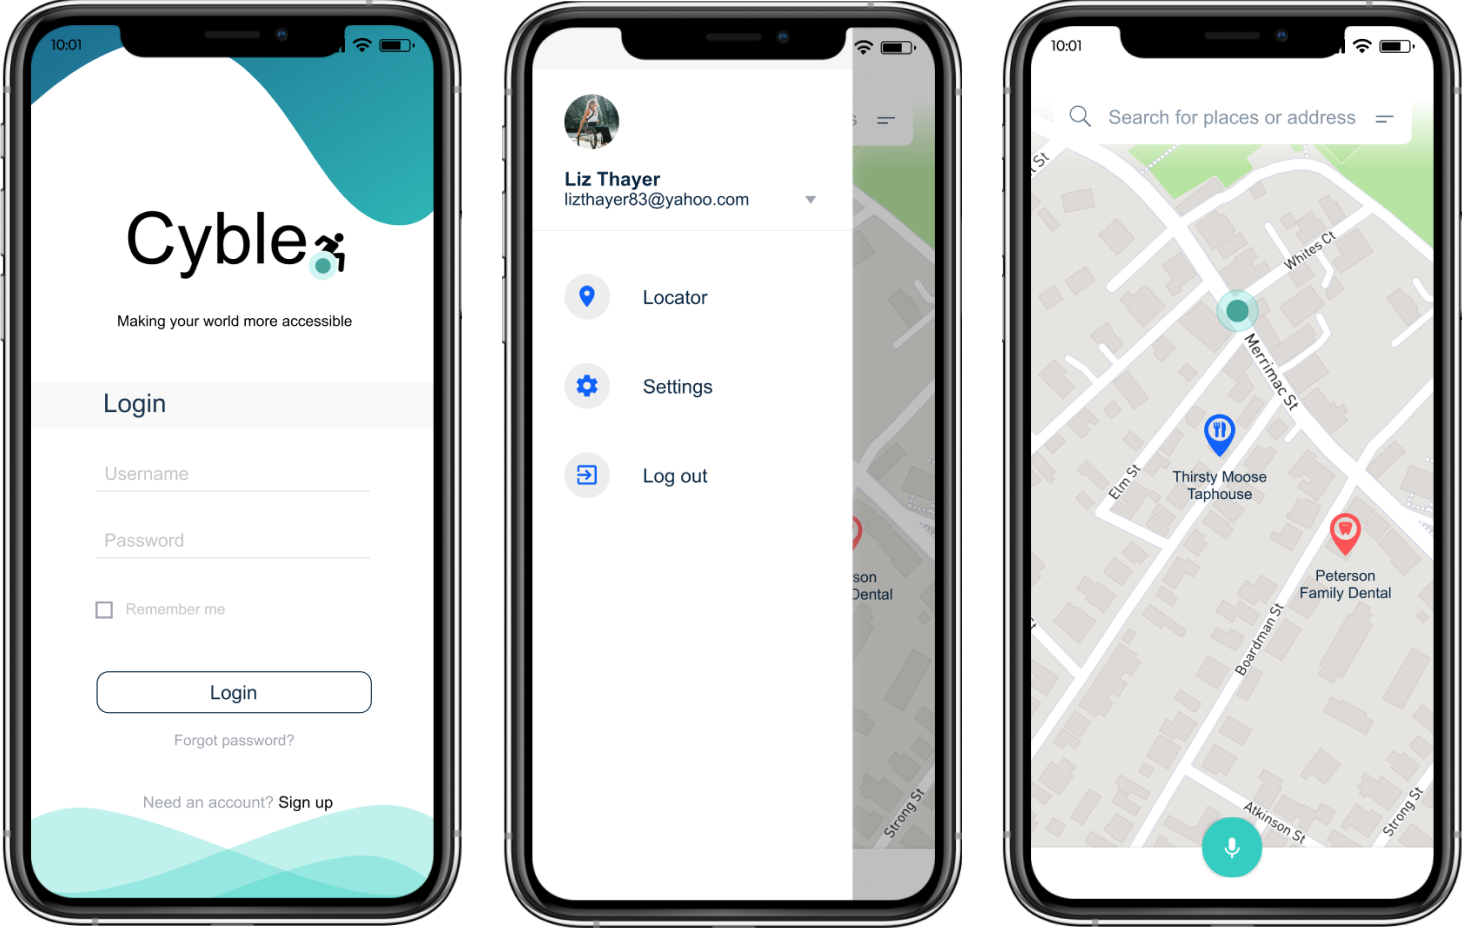 10:01
Cyble
Making your world more accessible
Login
Username
Password
Remember me
Login
Forgot password?
Need an account? Sign up
s
Liz Thayer
lizthayer83@yahoo.com
Locator
Settings
Log out
son
Dental
Strong St
10:01
Search for places or address
t St
Whites Ct
Merrimac St
Elm St
Thirsty Moose
Taphouse
Peterson
Family Dental
Boardman St
Atkinson St
Strong St